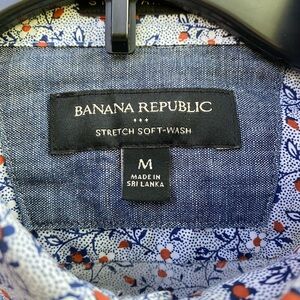 BANANA REPUBLIC
STRETCH SOFT-WASH
M
MADE IN
SRI LANKA